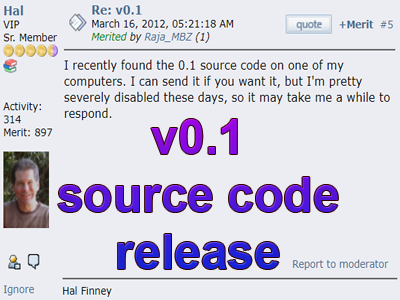 Hal
VIP
Sr. Member
Activity:
314
Merit: 897
Ignore
Re: v0.1
March 16, 2012, 05:21:18 AM
Merited by Raja_MBZ (1)
quote
+Merit #5
I recently found the 0.1 source code on one of my
computers. I can send it if you want it, but I'm pretty
severely disabled these days, so it may take me a while to
respond.
v0.1
source code
release
Report to moderator
Hal Finney